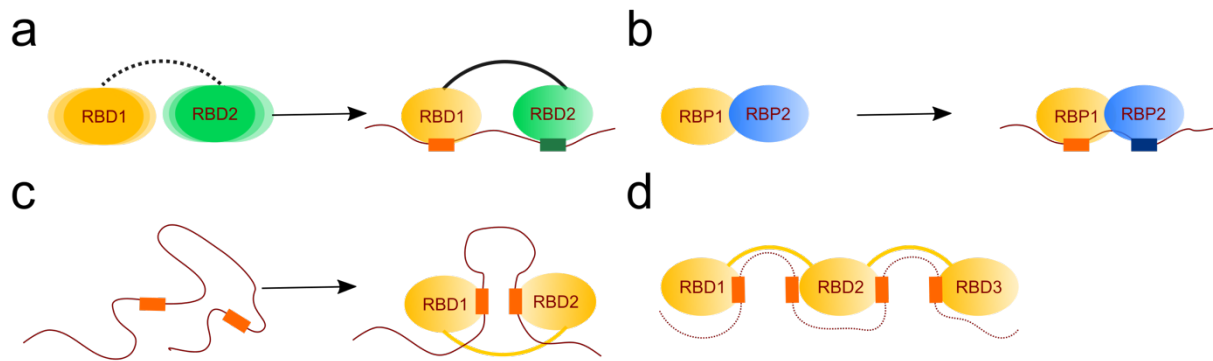 a
RBD1 RBD2 RBD1 RBD2
b
RBP1 RBP2 RBP1 RBP2
c
RBD1 RBD2
d
RBD1 RBD2 RBD3